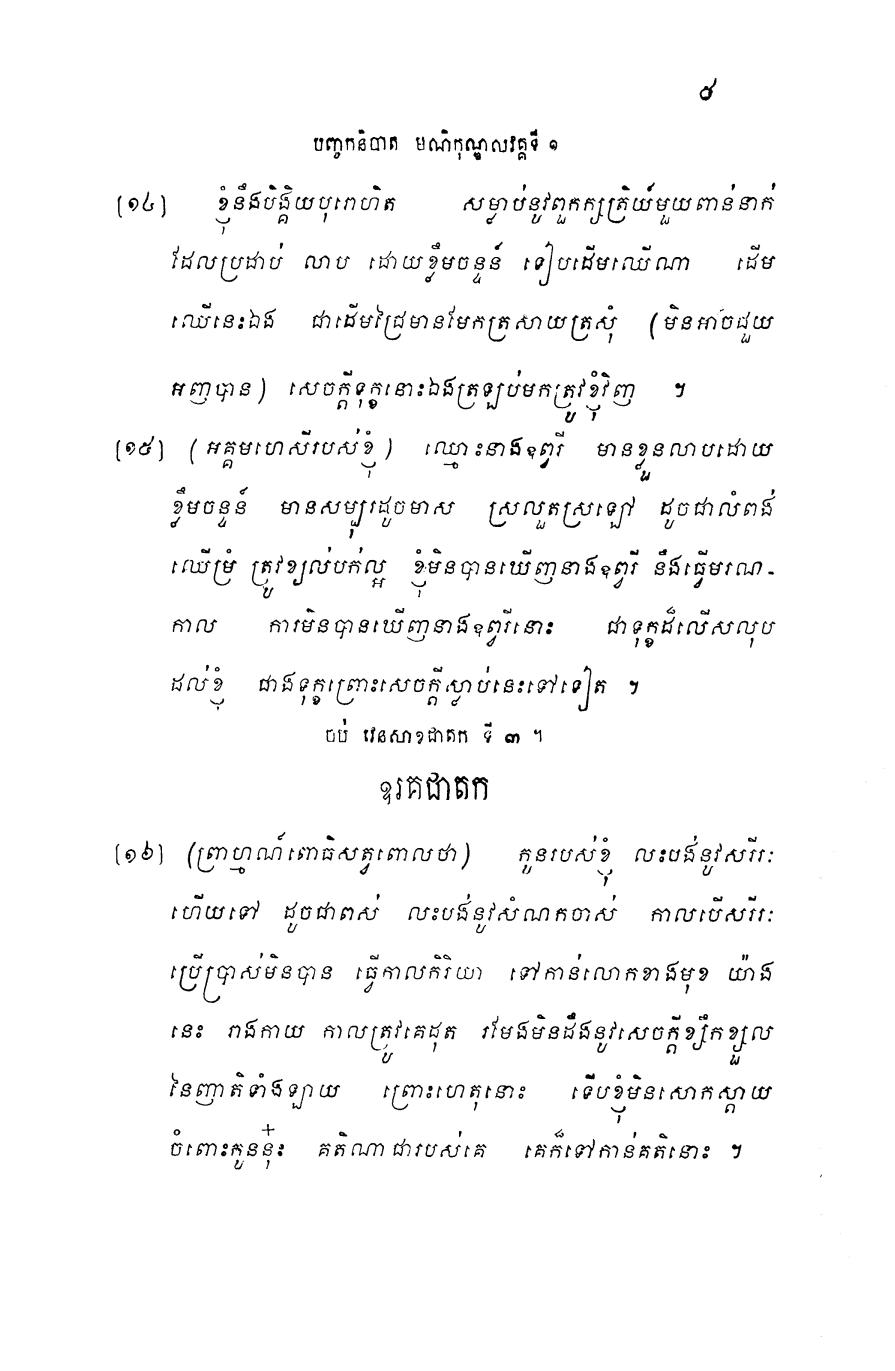 ៥
បញ្ចកនិបាត មណិកុណ្ឌលវគ្គទី ១
[១៤] ខ្ញុំនឹងបិង្គិយបុរោហិត សម្លាប់នូវពួកក្សត្រិយ៍មួយពាន់នាក់
ដែលប្រដាប់ លាប ដោយខ្លឹមចន្ទន៍ ទៀបដើមឈើណា ដើម
ឈើនេះឯង ជាដើមជ្រៃមានមែកត្រសាយត្រសុំ (មិនអាចជួយ
អញបាន) សេចក្ដីទុក្ខនោះឯងត្រឡប់មកត្រូវខ្ញុំវិញ ។
[១៥] (អគ្គមហេសីរបស់ខ្ញុំ) ឈ្មោះនាងឧព្វរី មានខ្លួនលាបដោយ
ខ្លឹមចន្ទន៍ មានសម្បុរដូចមាស ស្រលួតស្រឡៅ ដូចជាលំពង់
ឈើម្រំ ត្រូវខ្យល់បក់ល្អ ខ្ញុំមិនបានឃើញនាងឧព្វរី នឹងធ្វើមរណ-
កាល ការមិនបានឃើញនាងឧព្វរីនោះ ជាទុក្ខដ៏លើសលុប
ដល់ខ្ញុំ ជាងទុក្ខព្រោះសេចក្ដីស្លាប់នេះទៅទៀត ។
ចប់ វេនសាខជាតក ទី ៣ ។
ឧរគជាតក
[១៦] (ព្រាហ្មណ៍ពោធិសត្វពោលថា) កូនរបស់ខ្ញុំ លះបង់នូវសរីរៈ
ហើយទៅ ដូចជាពស់ លះបង់នូវសំណកចាស់ កាលបើសរីរៈ
ប្រើប្រាស់មិនបាន ធ្វើកាលកិរិយា ទៅកាន់លោកខាងមុខ យ៉ាង
នេះ រាងកាយ កាលត្រូវគេដុត រមែងមិនដឹងនូវសេចក្ដីខ្សឹកខ្សួល
នៃញាតិទាំងឡាយ ព្រោះហេតុនោះ ទើបខ្ញុំមិនសោកស្ដាយ
ចំពោះកូននុ៎ះ គតិណាជារបស់គេ គេក៏ទៅកាន់គតិនោះ ។